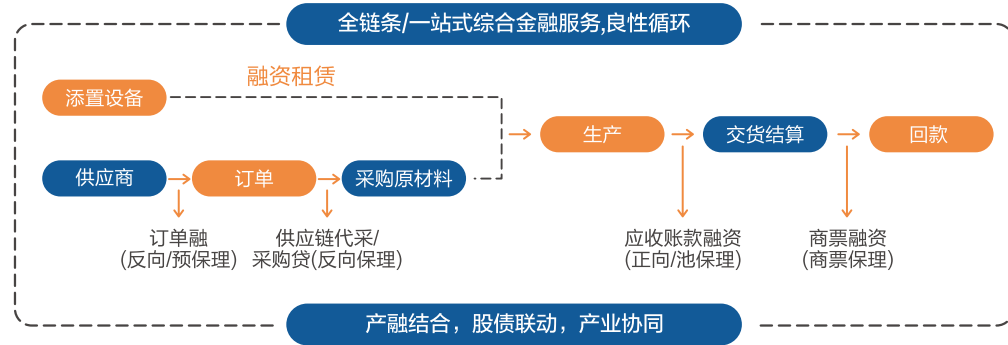 全链条/一站式综合金融服务,良性循环
融资租赁
添置设备
生产
交货结算
回款
供应商
订单
采购原材料
订单融
(反向/预保理)
供应链代采/
采购贷(反向保理)
应收账款融资
(正向/池保理)
商票融资
(商票保理)
产融结合，股债联动，产业协同